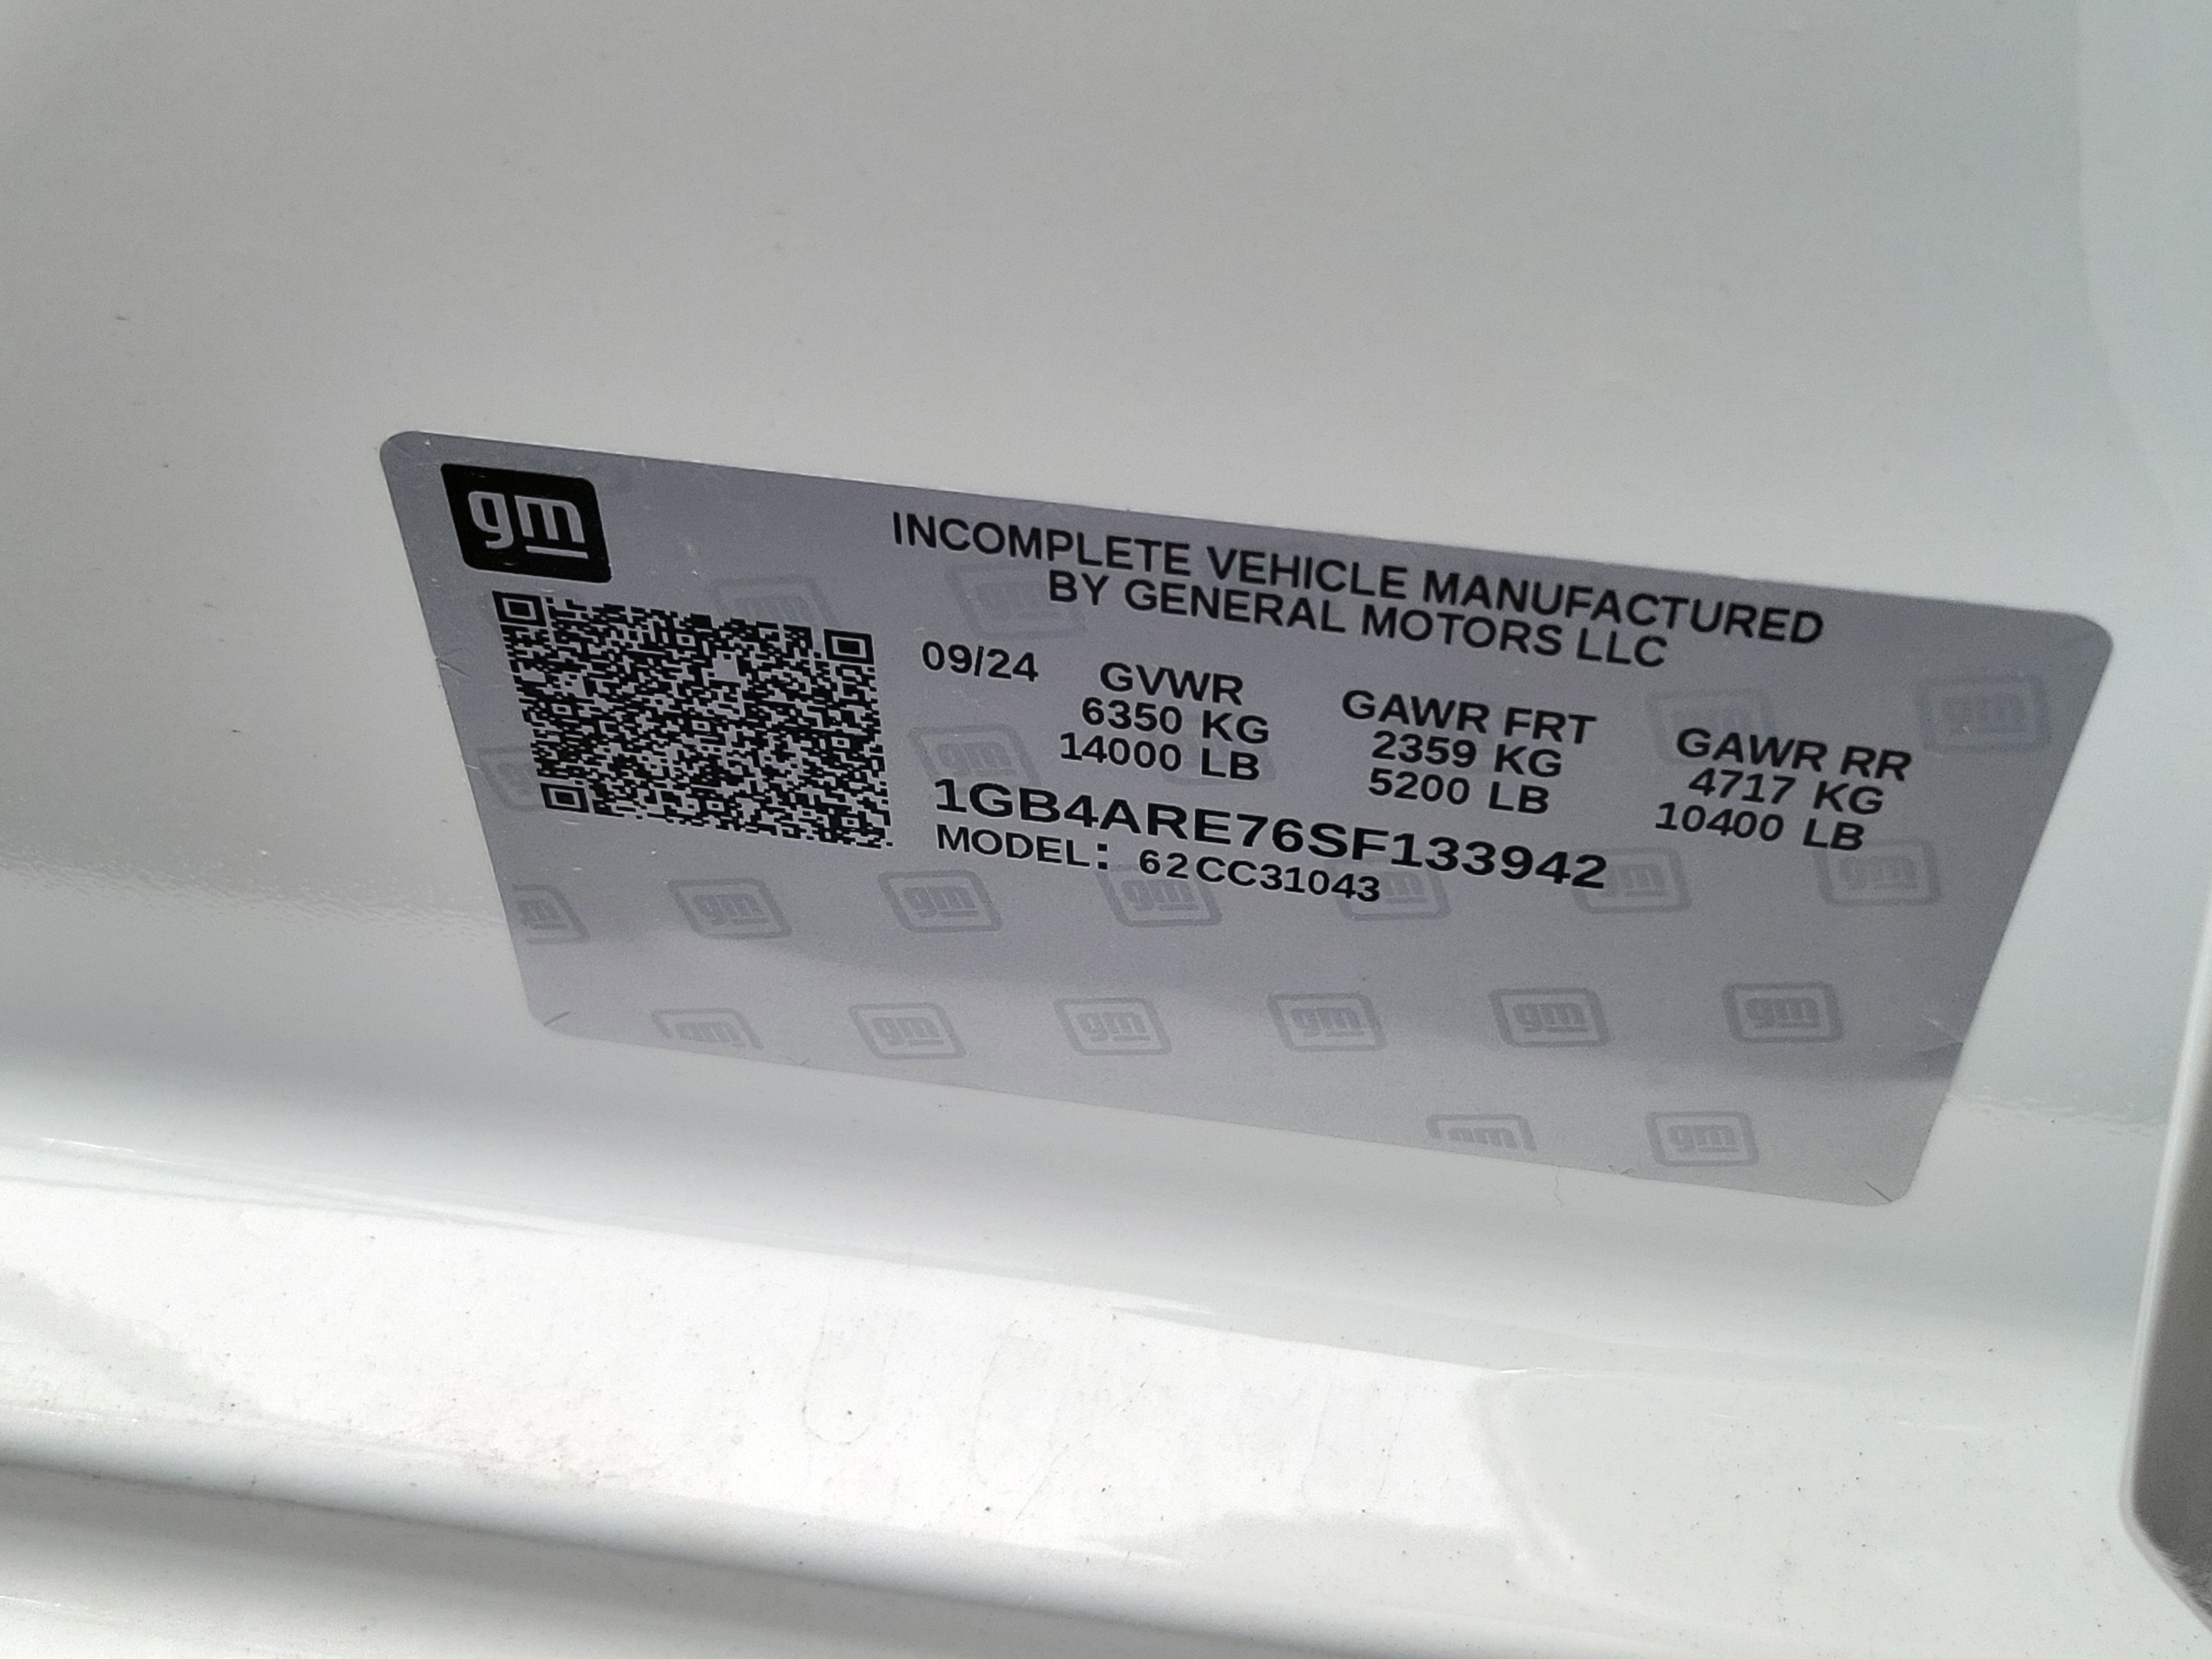 gm
INCOMPLETE VEHICLE MANUFACTURED
BY GENERAL MOTORS LLC
09/24 GVWR GAWR FRT GAWR RR
6350 KG 2359 KG 4717 KG
14000 LB 5200 LB 10400 LB
1GB4ARE76SF133942
MODEL: 62CC31043